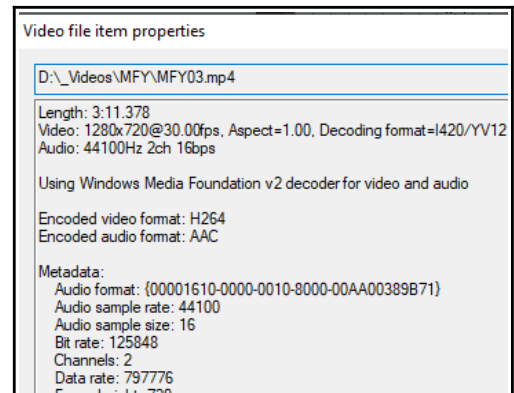 Video file item properties
D:\_Videos\MFY\MFY03.mp4
Length: 3:11.378
Video: 1280x720@30.00fps, Aspect=1.00, Decoding format=I420/YV12
Audio: 44100Hz 2ch 16bps
Using Windows Media Foundation v2 decoder for video and audio
Encoded video format: H264
Encoded audio format: AAC
Metadata:
Audio format: {00001610-0000-0010-8000-00AA00389B71}
Audio sample rate: 44100
Audio sample size: 16
Bit rate: 125848
Channels: 2
Data rate: 797776